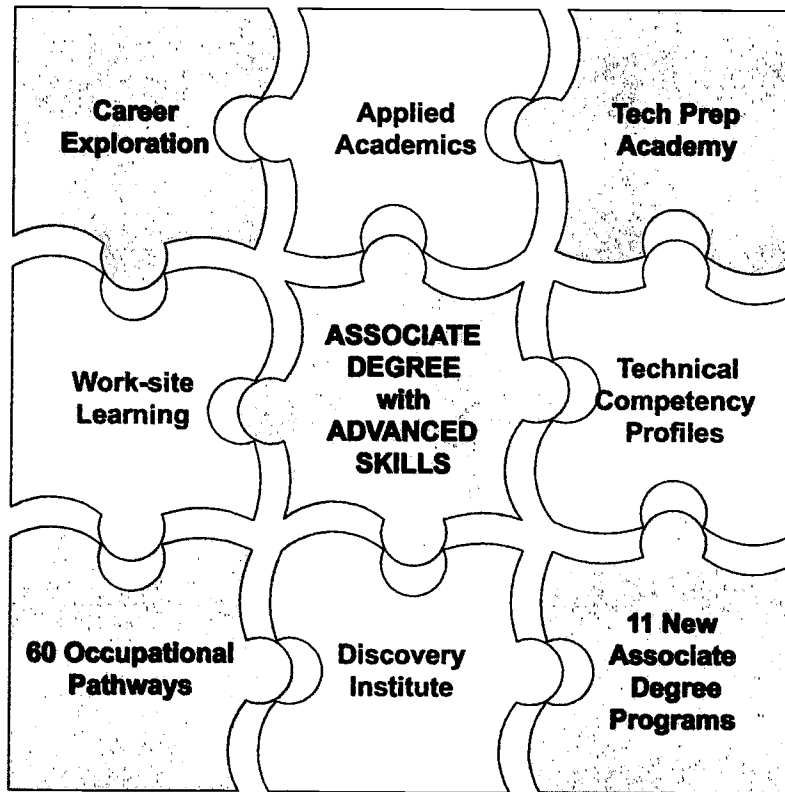 Career
Exploration
Applied
Academics
Tech Prep
Academy
Work-site
Learning
ASSOCIATE
DEGREE
with
ADVANCED
SKILLS
Technical
Competency
Profiles
60 Occupational
Pathways
Discovery
Institute
11 New
Associate
Degree
Programs